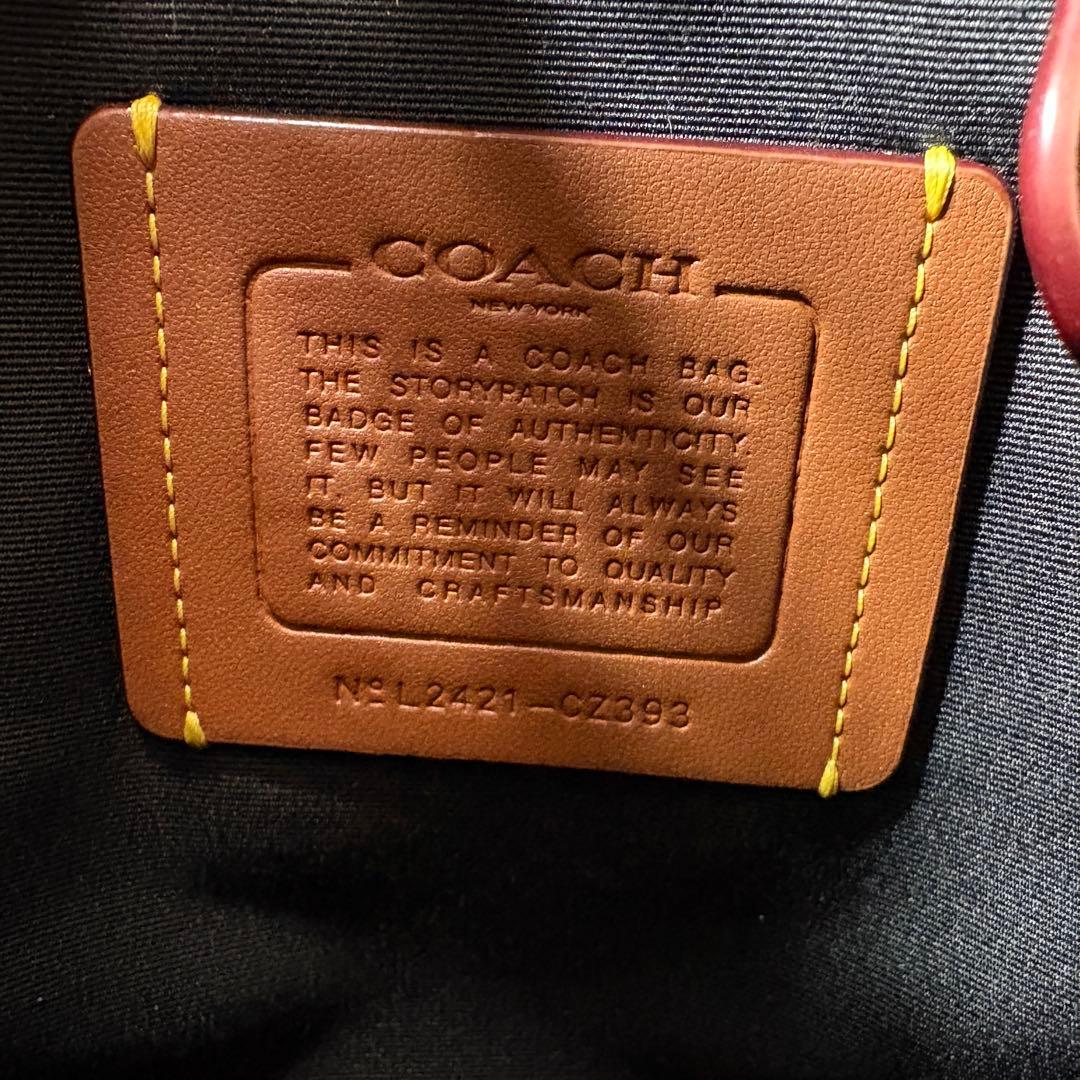 COACH
NEW YORK
THIS IS A COACH BAG.
THE STORYPATCH IS OUR
BADGE OF AUTHENTICITY.
FEW PEOPLE MAY SEE
IT. BUT IT WILL ALWAYS
BE A REMINDER OF OUR
COMMITMENT TO QUALITY
AND CRAFTSMANSHIP
Nº L2421-CZ393